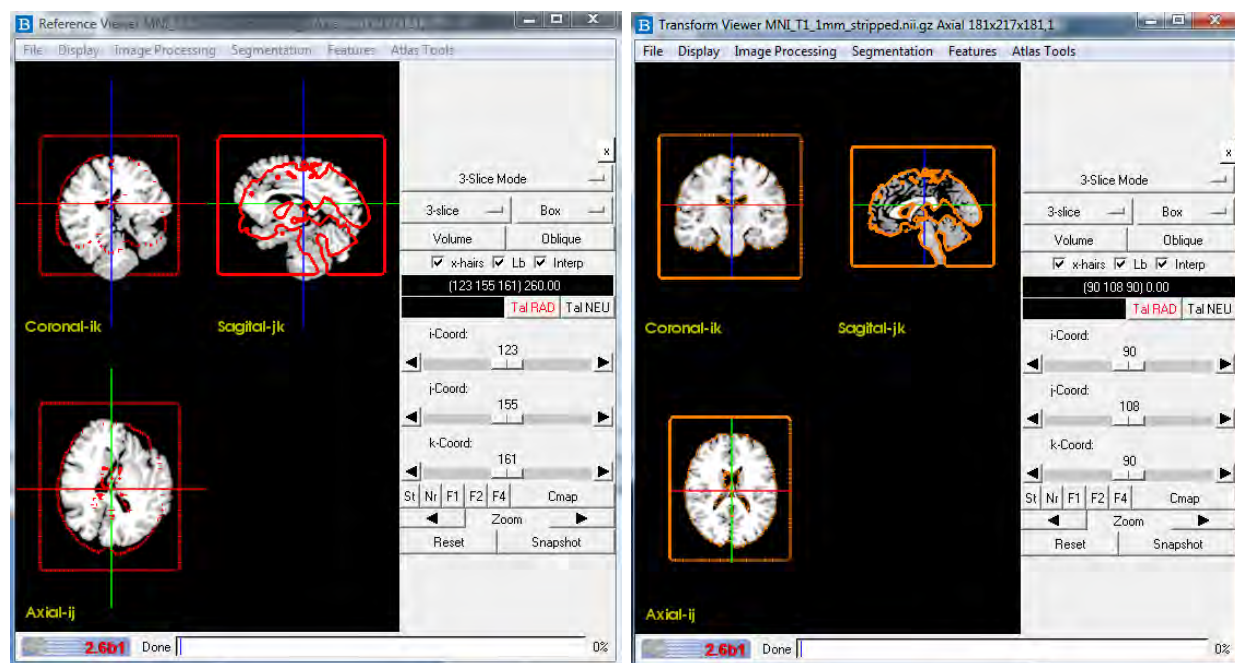 Reference Viewer MNI_T1_1mm_stripped.nii.gz Axial
File Display Image Processing Segmentation Features Atlas Tools
x
3-Slice Mode
3-slice Box
Volume Oblique
x-hairs Lb Interp
(123 155 161) 260.00
Tal RAD Tal NEU
Coronal-ik Sagital-jk
i-Coord:
123
j-Coord:
155
k-Coord:
161
St Nr F1 F2 F4 Cmap
Zoom
Reset Snapshot
Axial-ij
2.6b1 Done 0%
Transform Viewer MNI_T1_1mm_stripped.nii.gz Axial 181x217x181,1
File Display Image Processing Segmentation Features Atlas Tools
x
3-Slice Mode
3-slice Box
Volume Oblique
x-hairs Lb Interp
(90 108 90) 0.00
Tal RAD Tal NEU
Coronal-ik Sagital-jk
i-Coord:
90
j-Coord:
108
k-Coord:
90
St Nr F1 F2 F4 Cmap
Zoom
Reset Snapshot
Axial-ij
2.6b1 Done 0%